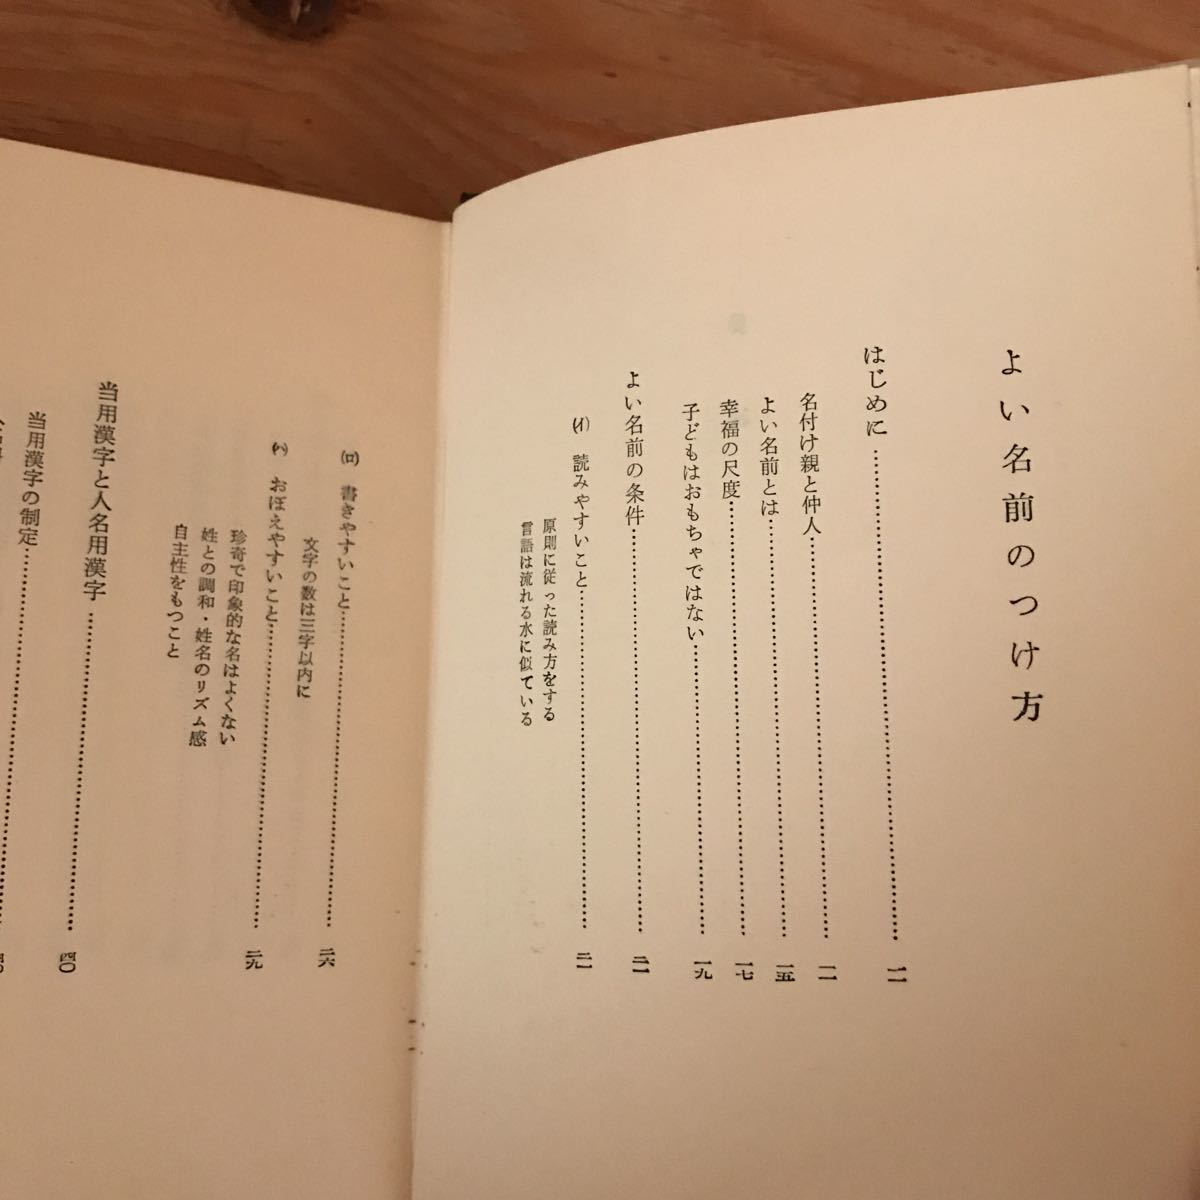 よい名前のつけ方
はじめに……一一
名付け親と仲人……一一
よい名前とは……一五
幸福の尺度……一七
子どもはおもちゃではない……一九
よい名前の条件……二一
(イ) 読みやすいこと……二一
原則に従った読み方をする
言語は流れる水に似ている
(ロ) 書きやすいこと……二六
文字の数は三字以内に
(ハ) おぼえやすいこと……二九
珍奇で印象的な名はよくない
姓との調和・姓名のリズム感
自主性をもつこと
当用漢字と人名用漢字……四〇
当用漢字の制定……四〇